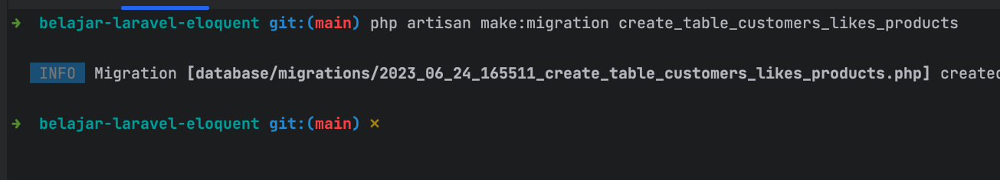 ➜ belajar-laravel-eloquent git:(main) php artisan make:migration create_table_customers_likes_products
INFO Migration [database/migrations/2023_06_24_165511_create_table_customers_likes_products.php] created
➜ belajar-laravel-eloquent git:(main) ✗